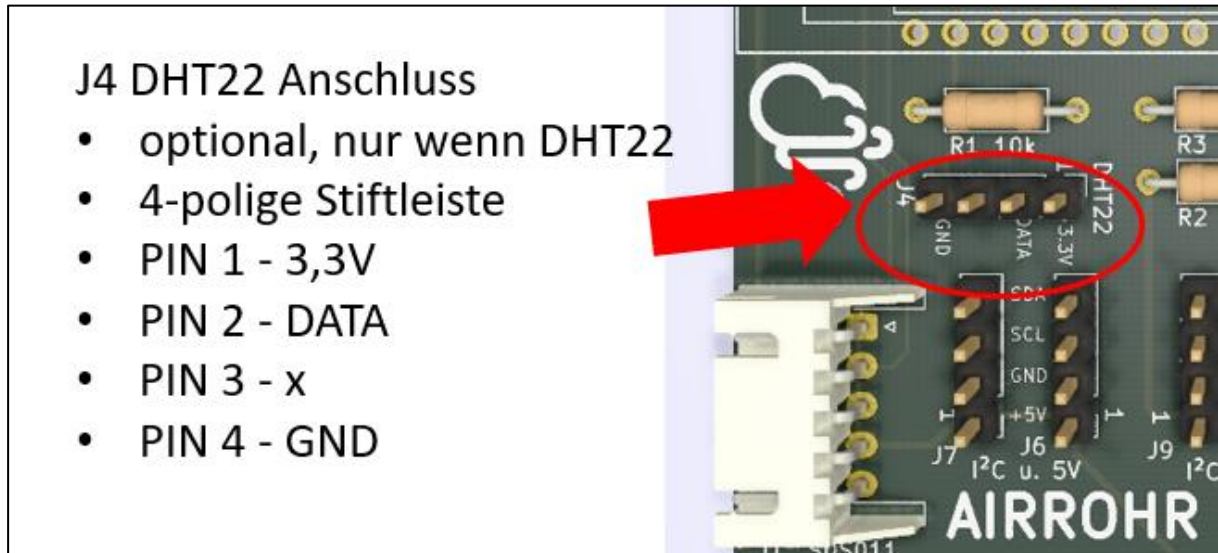 J4 DHT22 Anschluss
• optional, nur wenn DHT22
• 4-polige Stiftleiste
• PIN 1 - 3,3V
• PIN 2 - DATA
• PIN 3 - x
• PIN 4 - GND
R1 10k
R3
R2
J4
1
DHT22
GND
DATA
+3.3V
SDA
SCL
GND
+5V
1
1
1
J7
J6
J9
I²C u. 5V
I²C
AIRROHR
SDS011